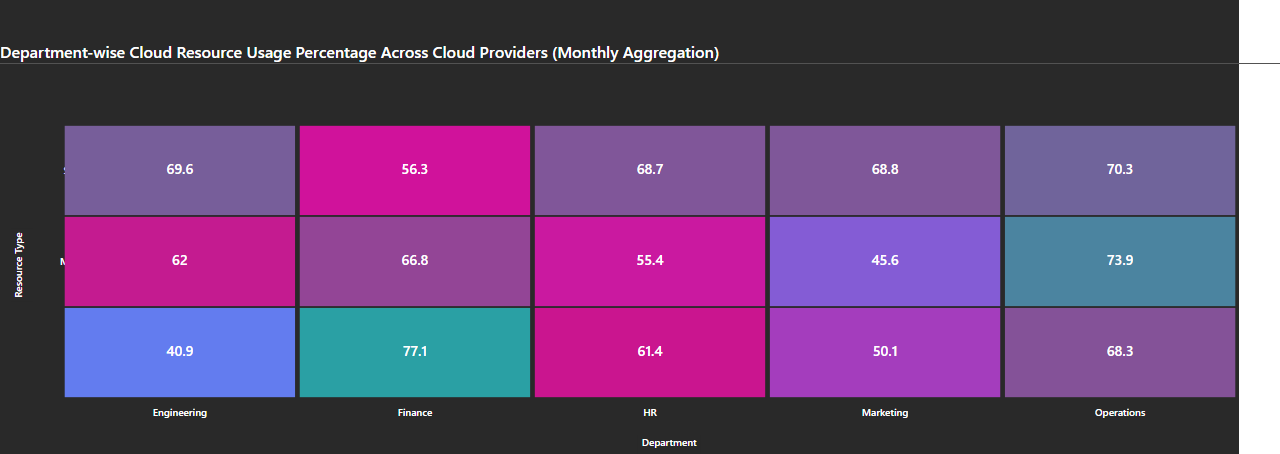 Department-wise Cloud Resource Usage Percentage Across Cloud Providers (Monthly Aggregation)
69.6 56.3 68.7 68.8 70.3
Resource Type
62 66.8 55.4 45.6 73.9
40.9 77.1 61.4 50.1 68.3
Engineering Finance HR Marketing Operations
Department